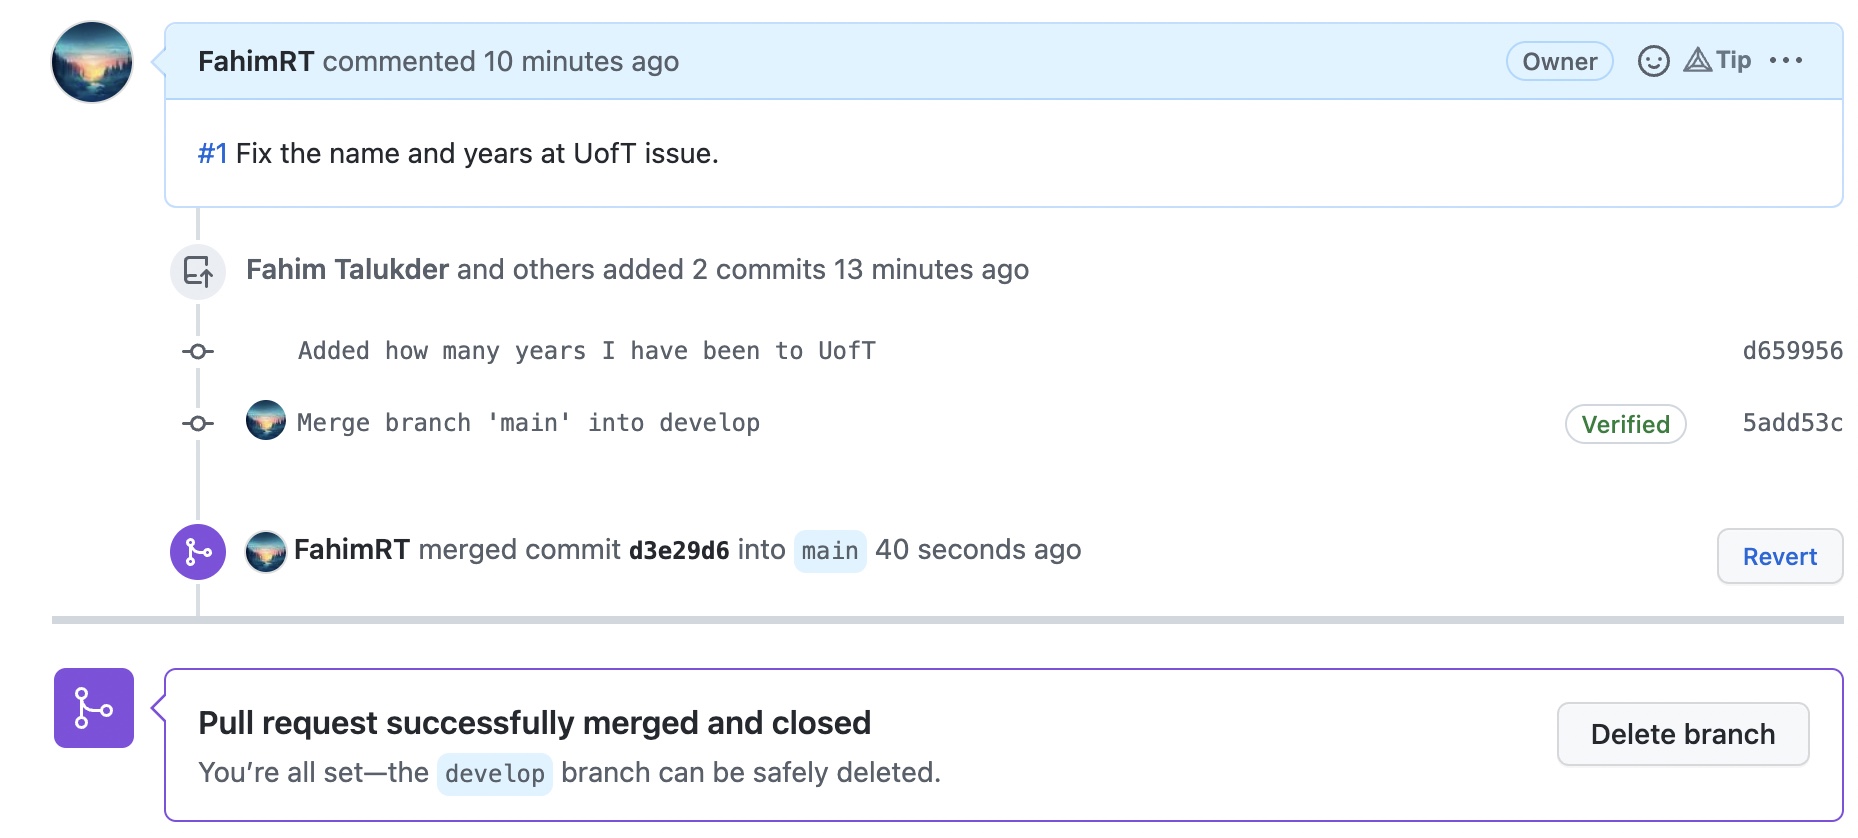 FahimRT commented 10 minutes ago Owner Tip
#1 Fix the name and years at UofT issue.
Fahim Talukder and others added 2 commits 13 minutes ago
Added how many years I have been to UofT d659956
Merge branch 'main' into develop Verified 5add53c
FahimRT merged commit d3e29d6 into main 40 seconds ago Revert
Pull request successfully merged and closed
You’re all set—the develop branch can be safely deleted.
Delete branch